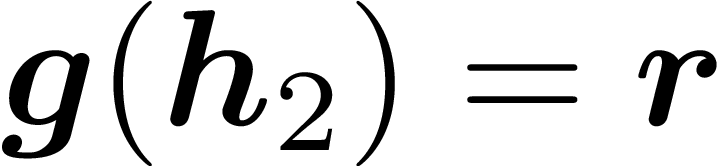 g(h₂) = r